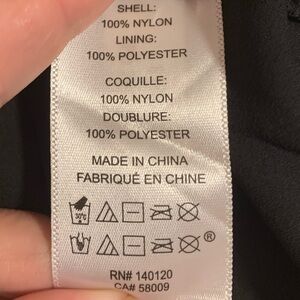 SHELL:
100% NYLON
LINING:
100% POLYESTER
COQUILLE:
100% NYLON
DOUBLURE:
100% POLYESTER
MADE IN CHINA
FABRIQUÉ EN CHINE
30°C
®
RN# 140120
CA# 58009